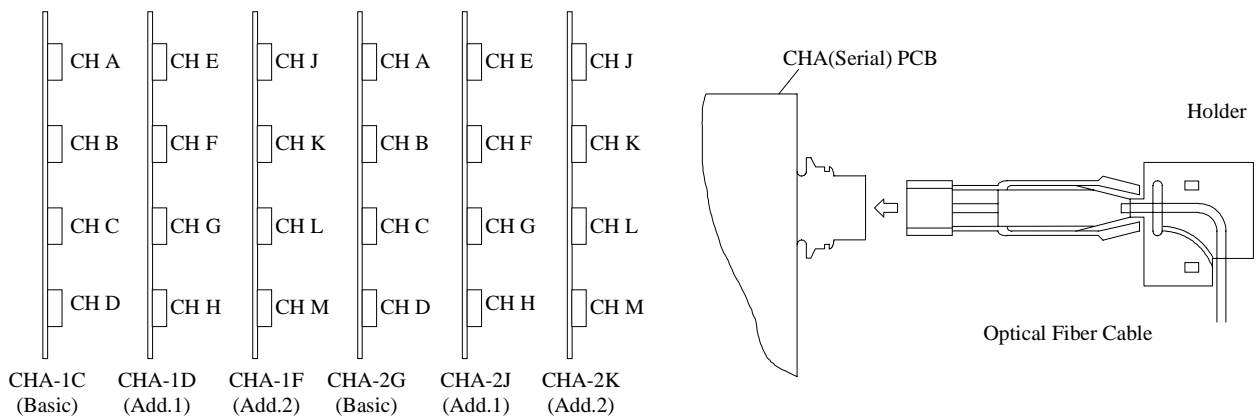 CH A CH E CH J CH A CH E CH J
CH B CH F CH K CH B CH F CH K
CH C CH G CH L CH C CH G CH L
CH D CH H CH M CH D CH H CH M
CHA-1C CHA-1D CHA-1F CHA-2G CHA-2J CHA-2K
(Basic) (Add.1) (Add.2) (Basic) (Add.1) (Add.2)
CHA(Serial) PCB
Holder
Optical Fiber Cable